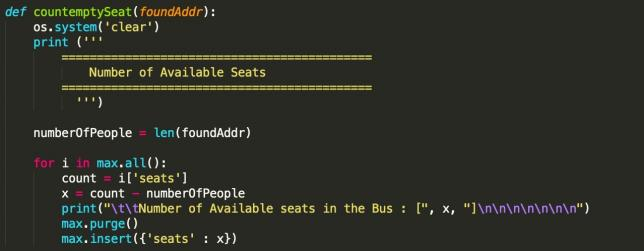 def countemptySeat(foundAddr):
    os.system('clear')
    print ('''
        ============================================
            Number of Available Seats
        ============================================
          ''')

    numberOfPeople = len(foundAddr)

    for i in max.all():
        count = i['seats']
        x = count - numberOfPeople
        print("\t\tNumber of Available seats in the Bus : [", x, "]\n\n\n\n\n\n\n")
        max.purge()
        max.insert({'seats' : x})